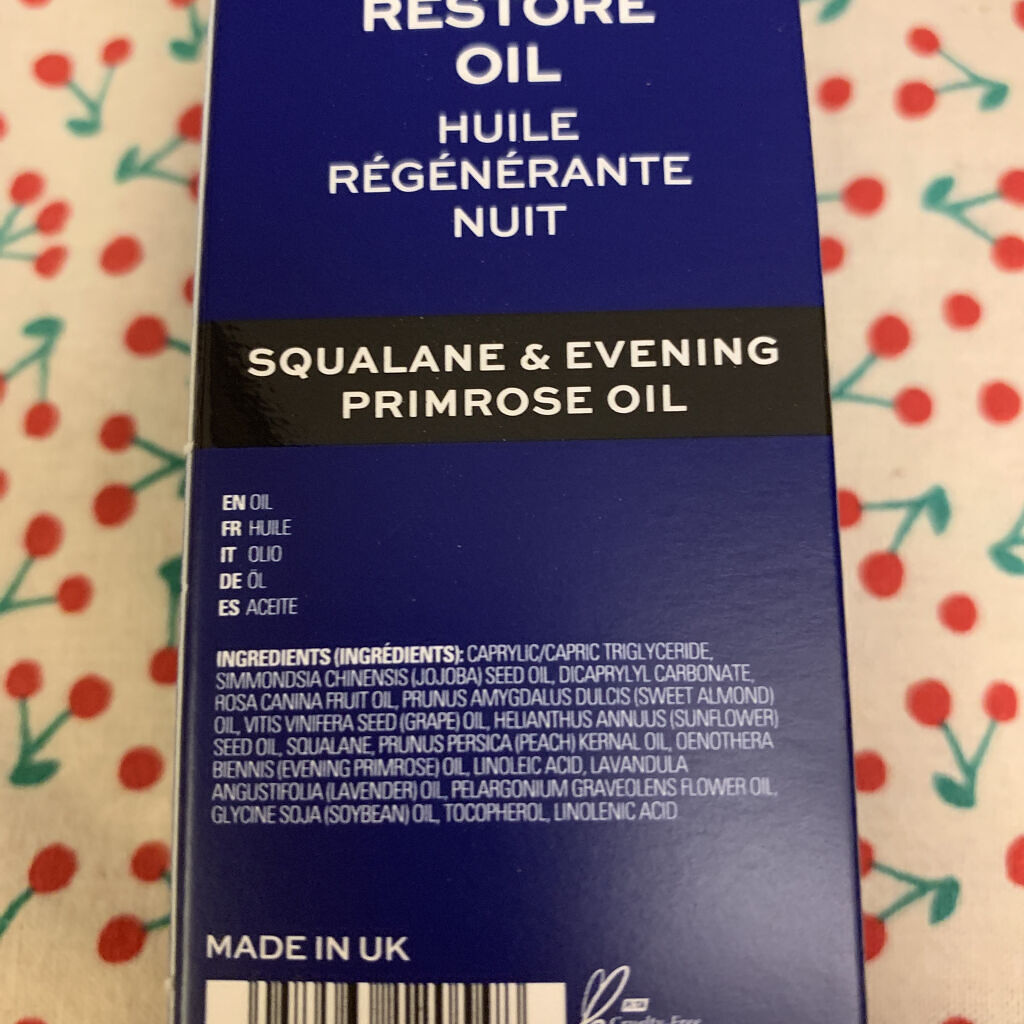 RESTORE
OIL
HUILE
RÉGÉNÉRANTE
NUIT
SQUALANE & EVENING
PRIMROSE OIL
EN OIL
FR HUILE
IT OLIO
DE ÖL
ES ACEITE
INGREDIENTS (INGRÉDIENTS): CAPRYLIC/CAPRIC TRIGLYCERIDE,
SIMMONDSIA CHINENSIS (JOJOBA) SEED OIL, DICAPRYLYL CARBONATE,
ROSA CANINA FRUIT OIL, PRUNUS AMYGDALUS DULCIS (SWEET ALMOND)
OIL, VITIS VINIFERA SEED (GRAPE) OIL, HELIANTHUS ANNUUS (SUNFLOWER)
SEED OIL, SQUALANE, PRUNUS PERSICA (PEACH) KERNAL OIL, OENOTHERA
BIENNIS (EVENING PRIMROSE) OIL, LINOLEIC ACID, LAVANDULA
ANGUSTIFOLIA (LAVENDER) OIL, PELARGONIUM GRAVEOLENS FLOWER OIL,
GLYCINE SOJA (SOYBEAN) OIL, TOCOPHEROL, LINOLENIC ACID
MADE IN UK
PETA
Cruelty-Free